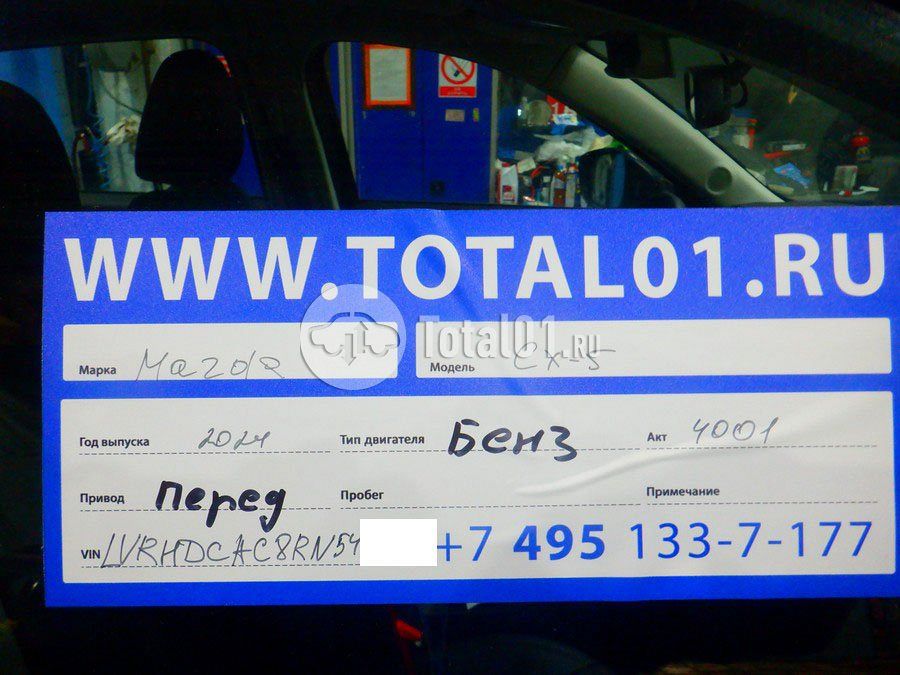 WWW.TOTAL01.RU
Total01.RU
Марка Mazda Модель CX-5
Год выпуска 2024 Тип двигателя Бенз Акт 4001
Привод Перед Пробег Примечание
VIN LVRHDCAC8RN54 +7 495 133-7-177